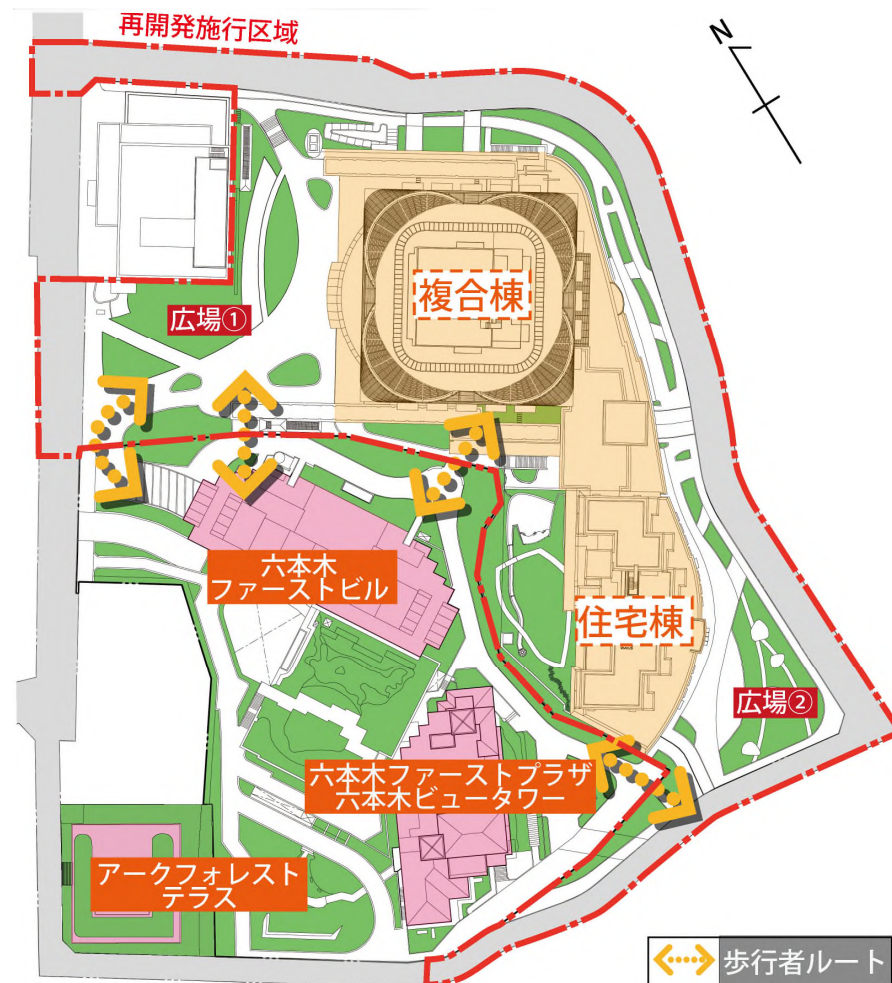 再開発施行区域
N
複合棟
広場①
六本木
ファーストビル
住宅棟
広場②
六本木ファーストプラザ
六本木ビュータワー
アークフォレスト
テラス
歩行者ルート